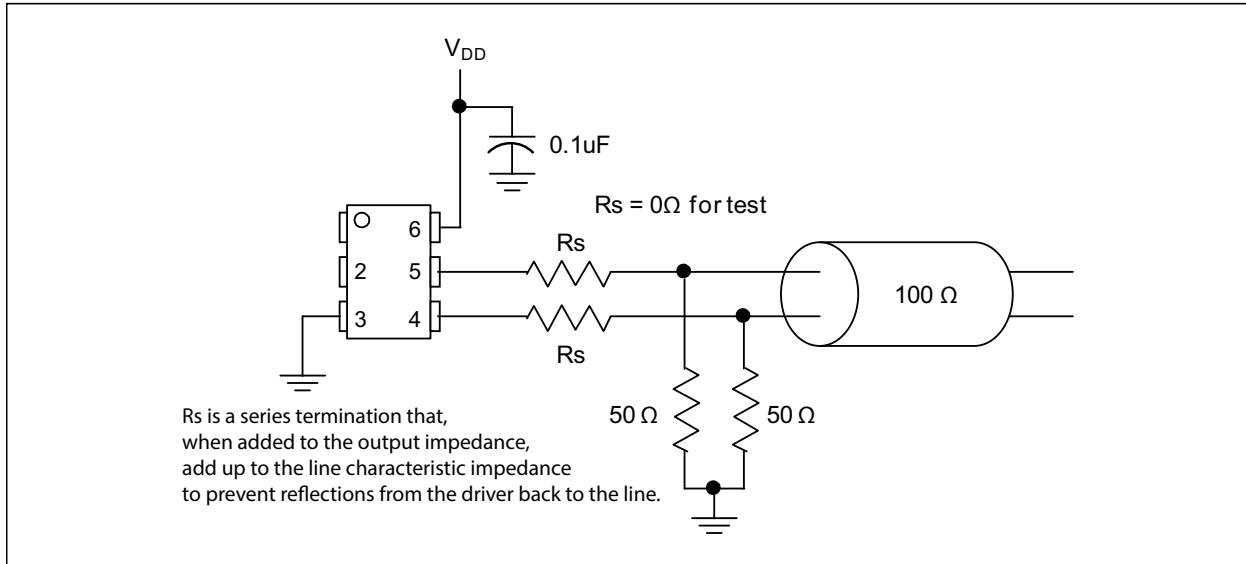 V_DD
0.1uF
Rs = 0Ω for test
6
Rs
2 5
100 Ω
3 4
Rs
50 Ω 50 Ω
Rs is a series termination that,
when added to the output impedance,
add up to the line characteristic impedance
to prevent reflections from the driver back to the line.